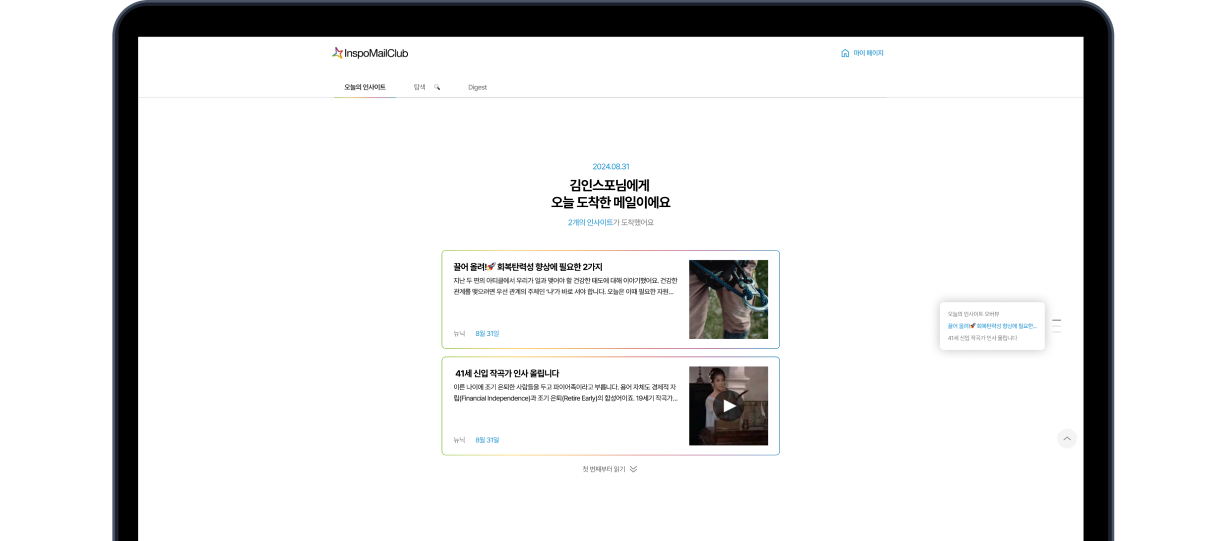 InspoMailClub
마이 페이지
오늘의 인사이트 탐색 Digest
2024.08.31
김인스포님에게
오늘 도착한 메일이에요
2개의 인사이트가 도착했어요
끌어 올려!🚀 회복탄력성 향상에 필요한 2가지
지난 두 편의 아티클에서 우리가 일과 맺어야 할 건강한 태도에 대해 이야기했어요. 건강한
관계를 맺으려면 우선 관계의 주체인 ‘나’가 바로 서야 합니다. 오늘은 이때 필요한 자원...
뉴닉 8월 31일
41세 신입 작곡가 인사 올립니다
이른 나이에 조기 은퇴한 사람들을 두고 파이어족이라고 부릅니다. 용어 자체도 경제적 자
립(Financial Independence)과 조기 은퇴(Retire Early)의 합성어이죠. 19세기 작곡가...
뉴닉 8월 31일
첫 번째부터 읽기
오늘의 인사이트 오버뷰
끌어 올려!🚀 회복탄력성 향상에 필요한...
41세 신입 작곡가 인사 올립니다